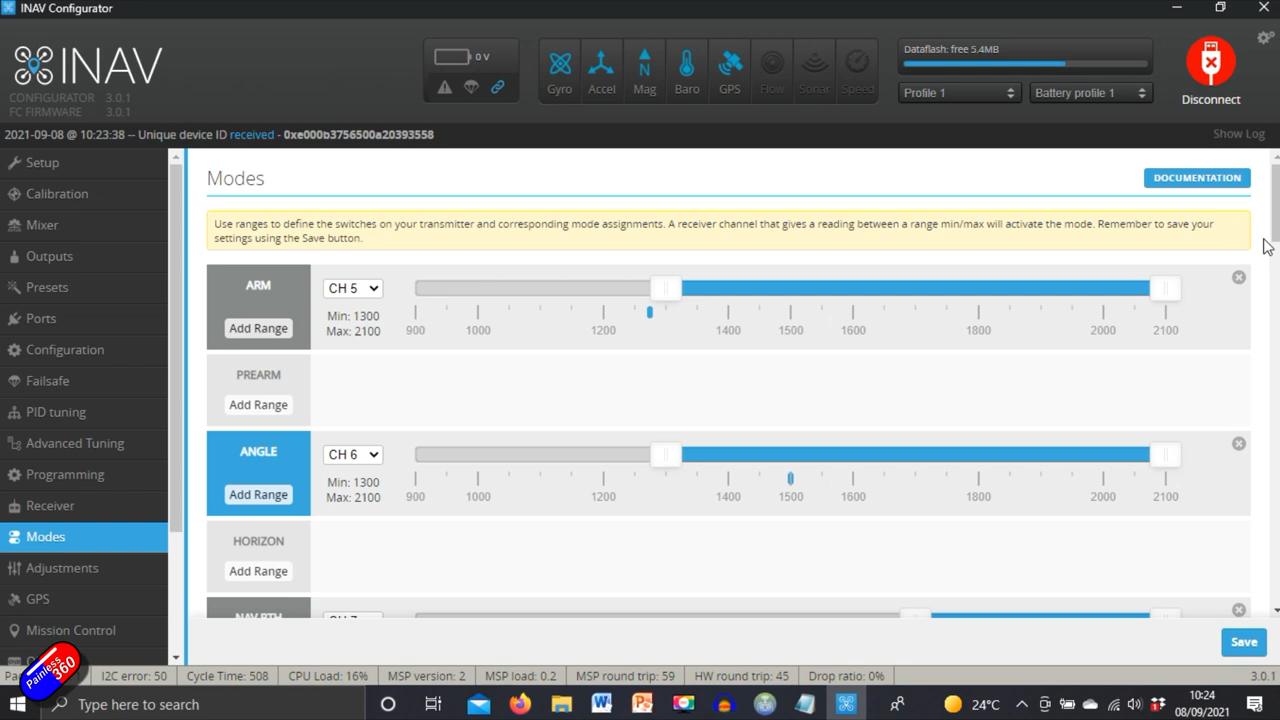 INAV Configurator
INAV
CONFIGURATOR 3.0.1
FC FIRMWARE 3.0.1
0 V
Gyro
Accel
Mag
Baro
GPS
Flow
Sonar
Speed
Dataflash: free 5.4MB
Profile 1
Battery profile 1
Disconnect
2021-09-08 @ 10:23:38 -- Unique device ID received - 0xe000b3756500a20393558
Show Log
Setup
Calibration
Mixer
Outputs
Presets
Ports
Configuration
Failsafe
PID tuning
Advanced Tuning
Programming
Receiver
Modes
Adjustments
GPS
Mission Control
Modes
DOCUMENTATION
Use ranges to define the switches on your transmitter and corresponding mode assignments. A receiver channel that gives a reading between a range min/max will activate the mode. Remember to save your
settings using the Save button.
ARM
Add Range
CH 5
Min: 1300
Max: 2100
900 1000 1200 1400 1500 1600 1800 2000 2100
PREARM
Add Range
ANGLE
Add Range
CH 6
Min: 1300
Max: 2100
900 1000 1200 1400 1500 1600 1800 2000 2100
HORIZON
Add Range
NAV RTH
CH 7
Save
I2C error: 50
Cycle Time: 508
CPU Load: 16%
MSP version: 2
MSP load: 0.2
MSP round trip: 59
HW round trip: 45
Drop ratio: 0%
3.0.1
Painless360
Type here to search
24°C
10:24
08/09/2021